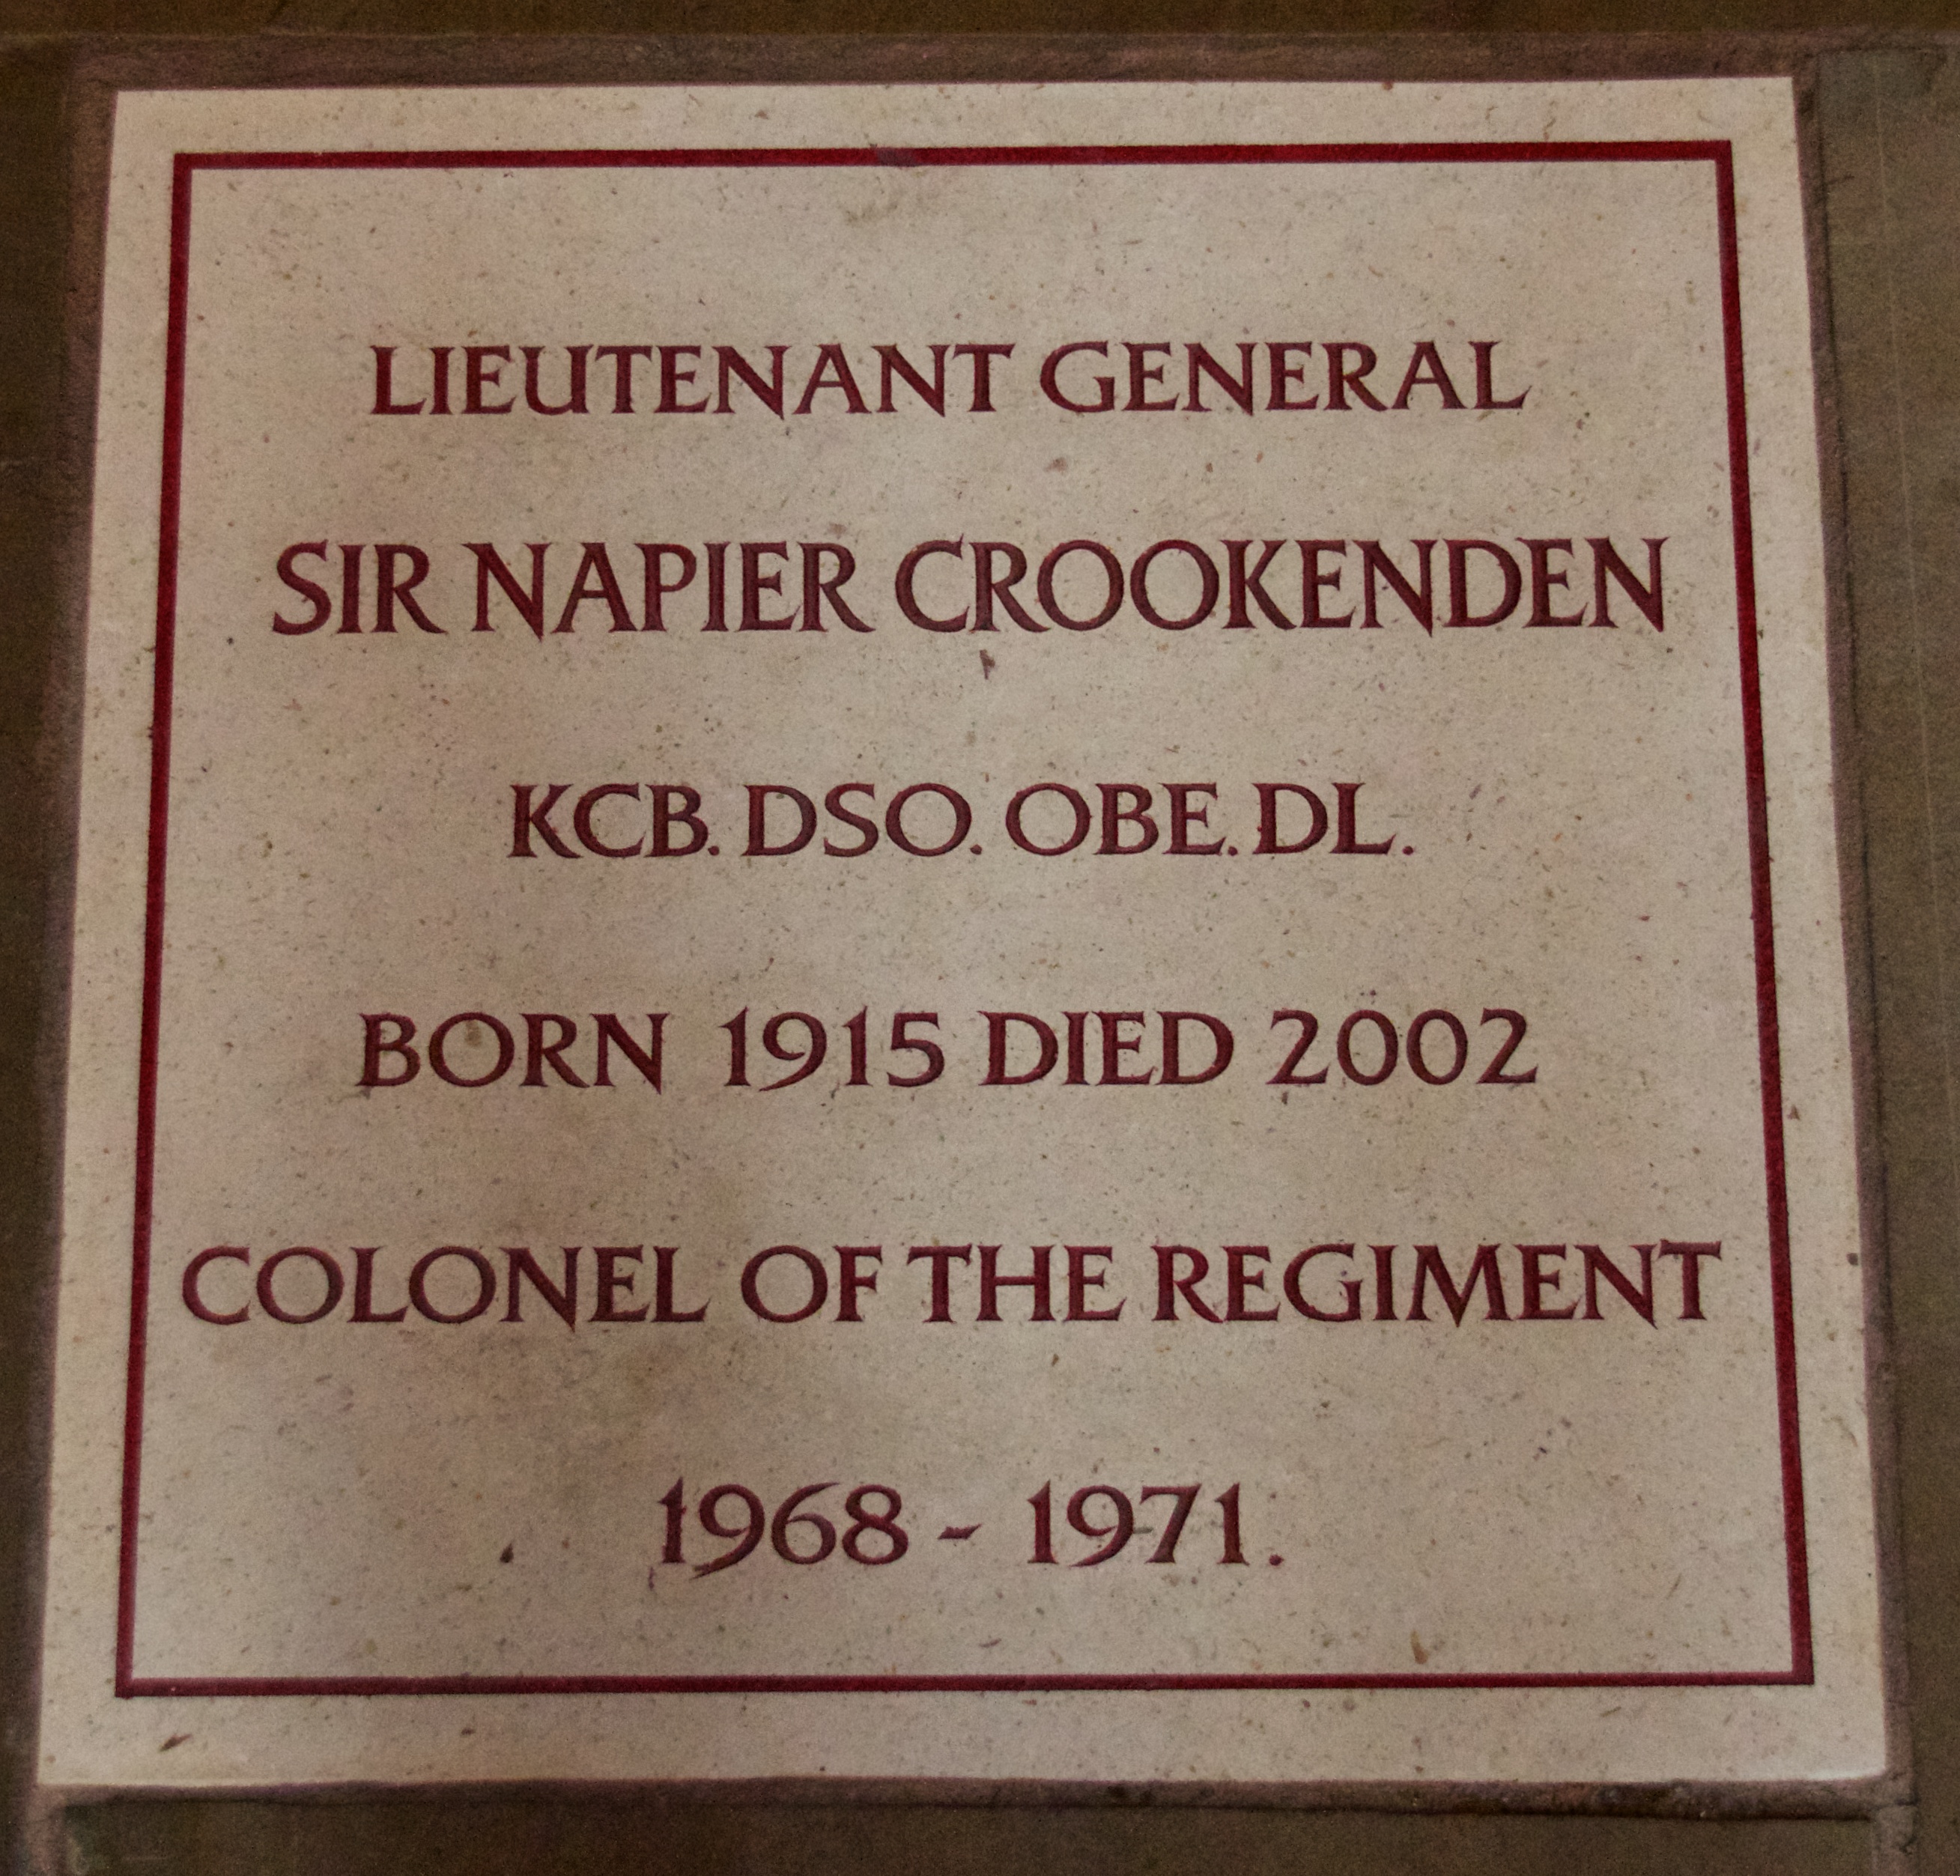 LIEUTENANT GENERAL
SIR NAPIER CROOKENDEN
KCB. DSO. OBE. DL.
BORN 1915 DIED 2002
COLONEL OF THE REGIMENT
1968 - 1971.